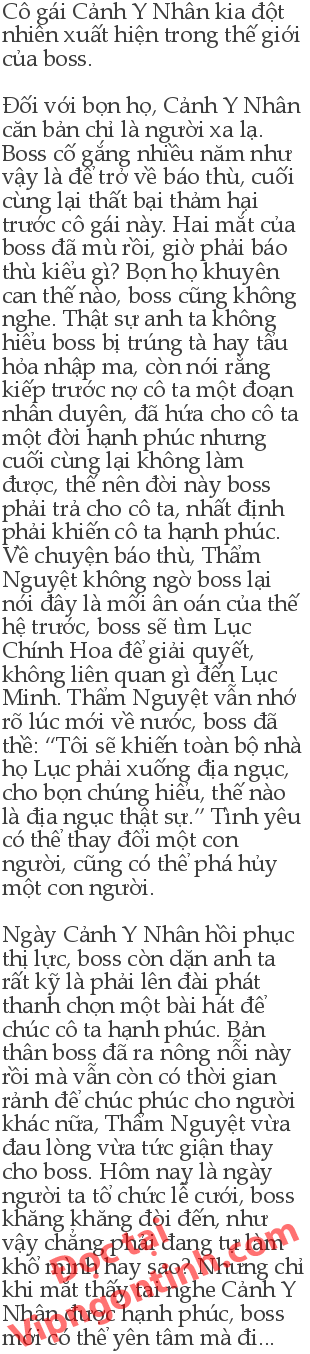 Cô gái Cảnh Y Nhân kia đột
nhiên xuất hiện trong thế giới
của boss.
Đối với bọn họ, Cảnh Y Nhân
căn bản chỉ là người xa lạ.
Boss cố gắng nhiều năm như
vậy là để trở về báo thù, cuối
cùng lại thất bại thảm hại
trước cô gái này. Hai mắt của
boss đã mù rồi, giờ phải báo
thù kiểu gì? Bọn họ khuyên
can thế nào, boss cũng không
nghe. Thật sự anh ta không
hiểu boss bị trúng tà hay tẩu
hỏa nhập ma, còn nói rằng
kiếp trước nợ cô ta một đoạn
nhân duyên, đã hứa cho cô ta
một đời hạnh phúc nhưng
cuối cùng lại không làm
được, thế nên đời này boss
phải trả cho cô ta, nhất định
phải khiến cô ta hạnh phúc.
Về chuyện báo thù, Thẩm
Nguyệt không ngờ boss lại
nói đây là mối ân oán của thế
hệ trước, boss sẽ tìm Lục
Chính Hoa để giải quyết,
không liên quan gì đến Lục
Minh. Thẩm Nguyệt vẫn nhớ
rõ lúc mới về nước, boss đã
thề: “Tôi sẽ khiến toàn bộ nhà
họ Lục phải xuống địa ngục,
cho bọn chúng hiểu, thế nào
là địa ngục thật sự.” Tình yêu
có thể thay đổi một con
người, cũng có thể phá hủy
một con người.
Ngày Cảnh Y Nhân hồi phục
thị lực, boss còn dặn anh ta
rất kỹ là phải lên đài phát
thanh chọn một bài hát để
chúc cô ta hạnh phúc. Bản
thân boss đã ra nông nỗi này
rồi mà vẫn còn có thời gian
rảnh để chúc phúc cho người
khác nữa, Thẩm Nguyệt vừa
đau lòng vừa tức giận thay
cho boss. Hôm nay là ngày
người ta tổ chức lễ cưới, boss
khăng khăng đòi đến, như
vậy chẳng phải đang tự làm
khổ mình hay sao. Nhưng chỉ
khi mắt thấy tai nghe Cảnh Y
Nhân được hạnh phúc, boss
mới có thể yên tâm mà đi...
Đọc tại
Vipngontinh.com